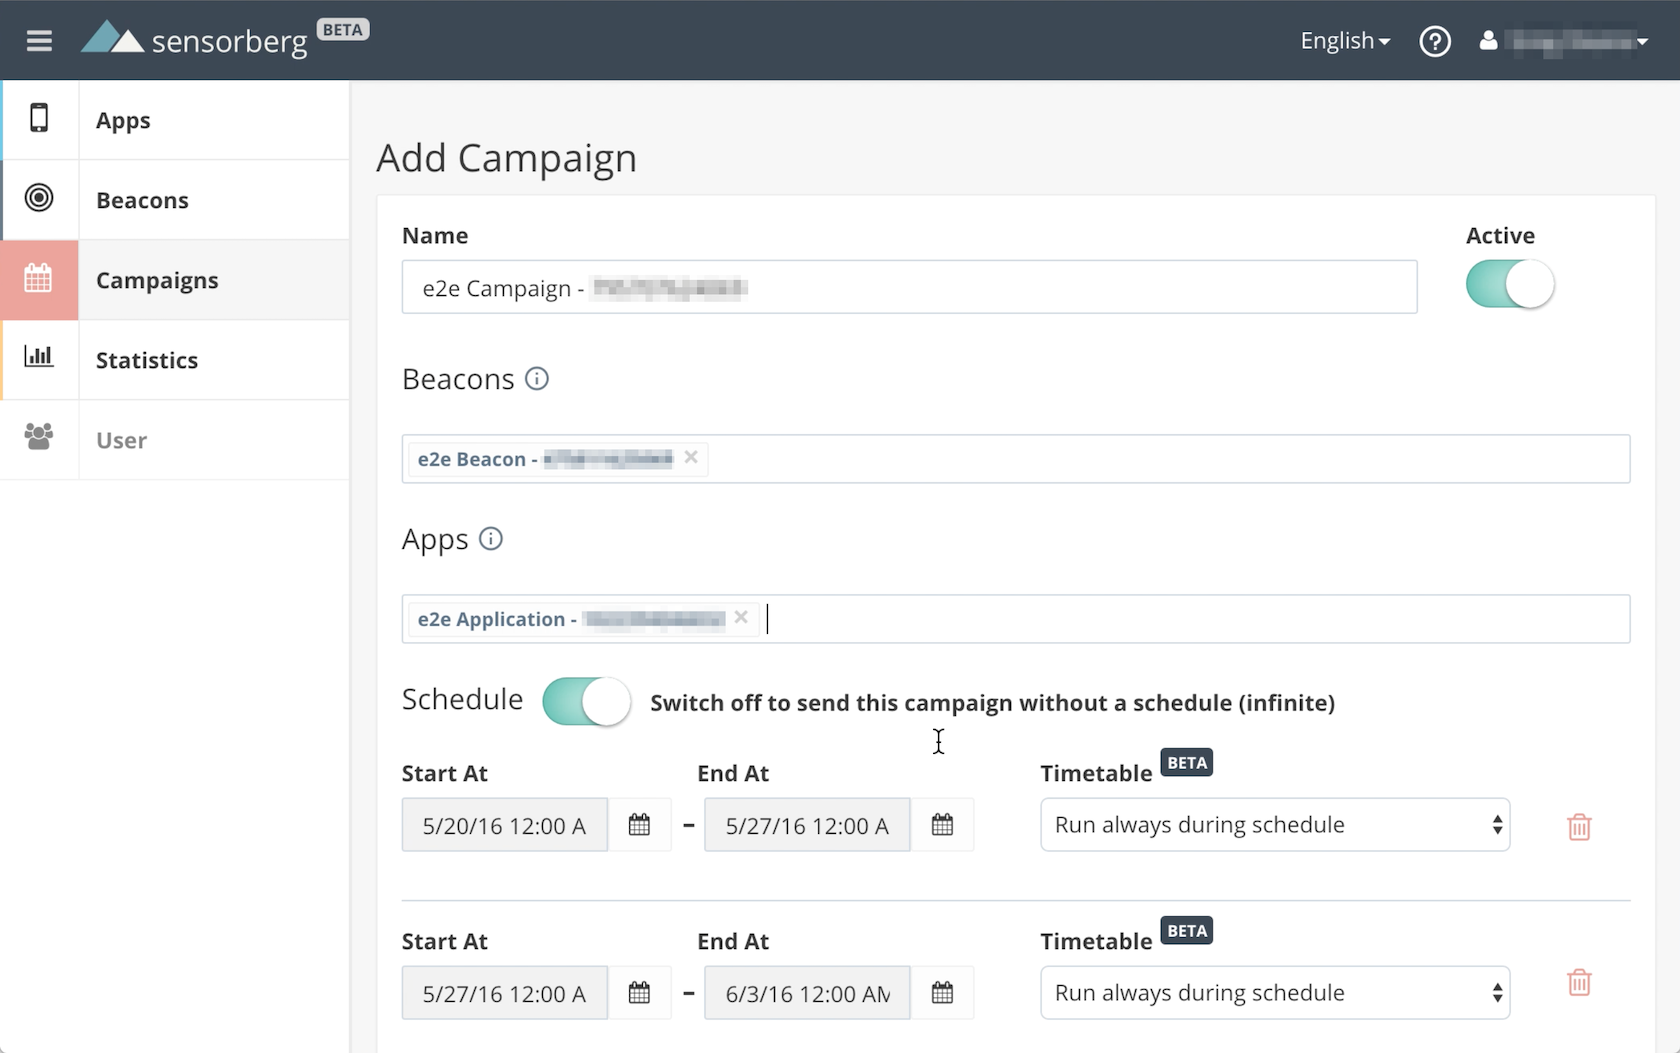 sensorberg BETA
English
Apps
Beacons
Campaigns
Statistics
User
Add Campaign
Name
Active
e2e Campaign -
Beacons
e2e Beacon -
Apps
e2e Application -
Schedule
Switch off to send this campaign without a schedule (infinite)
Start At
End At
Timetable BETA
5/20/16 12:00 A
-
5/27/16 12:00 A
Run always during schedule
Start At
End At
Timetable BETA
5/27/16 12:00 A
-
6/3/16 12:00 AM
Run always during schedule